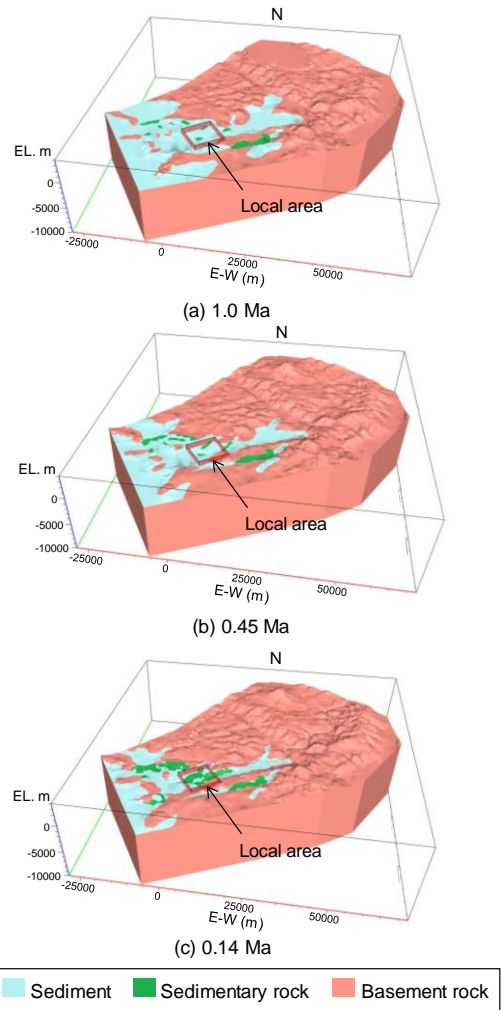 N
EL. m
0
-5000
-10000
-25000
0
25000
50000
E-W (m)
Local area
(a) 1.0 Ma
N
EL. m
0
-5000
-10000
-25000
0
25000
50000
E-W (m)
Local area
(b) 0.45 Ma
N
EL. m
0
-5000
-10000
-25000
0
25000
50000
E-W (m)
Local area
(c) 0.14 Ma
Sediment Sedimentary rock Basement rock